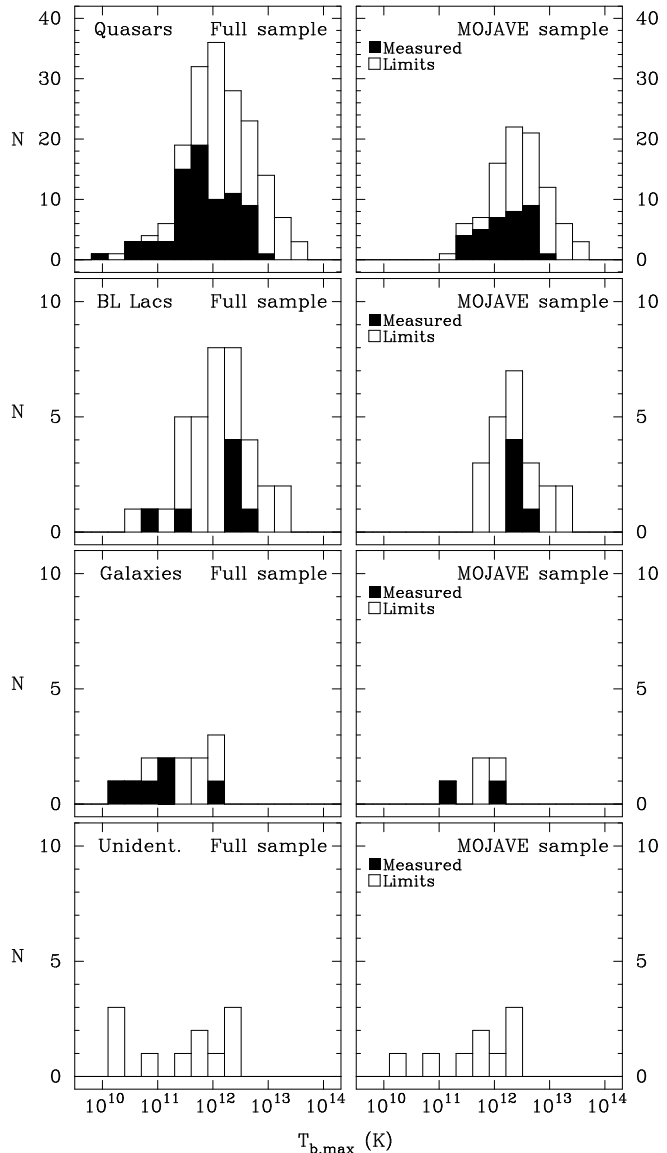 40
Quasars Full sample
MOJAVE sample
40
Measured
Limits
30
30
N
20
20
10
10
0
0
10
BL Lacs Full sample
MOJAVE sample
10
Measured
Limits
N
5
5
0
0
10
Galaxies Full sample
MOJAVE sample
10
Measured
Limits
N
5
5
0
0
10
Unident. Full sample
MOJAVE sample
10
Measured
Limits
N
5
5
0
0
10^10 10^11 10^12 10^13 10^14
10^10 10^11 10^12 10^13 10^14
T_b,max (K)